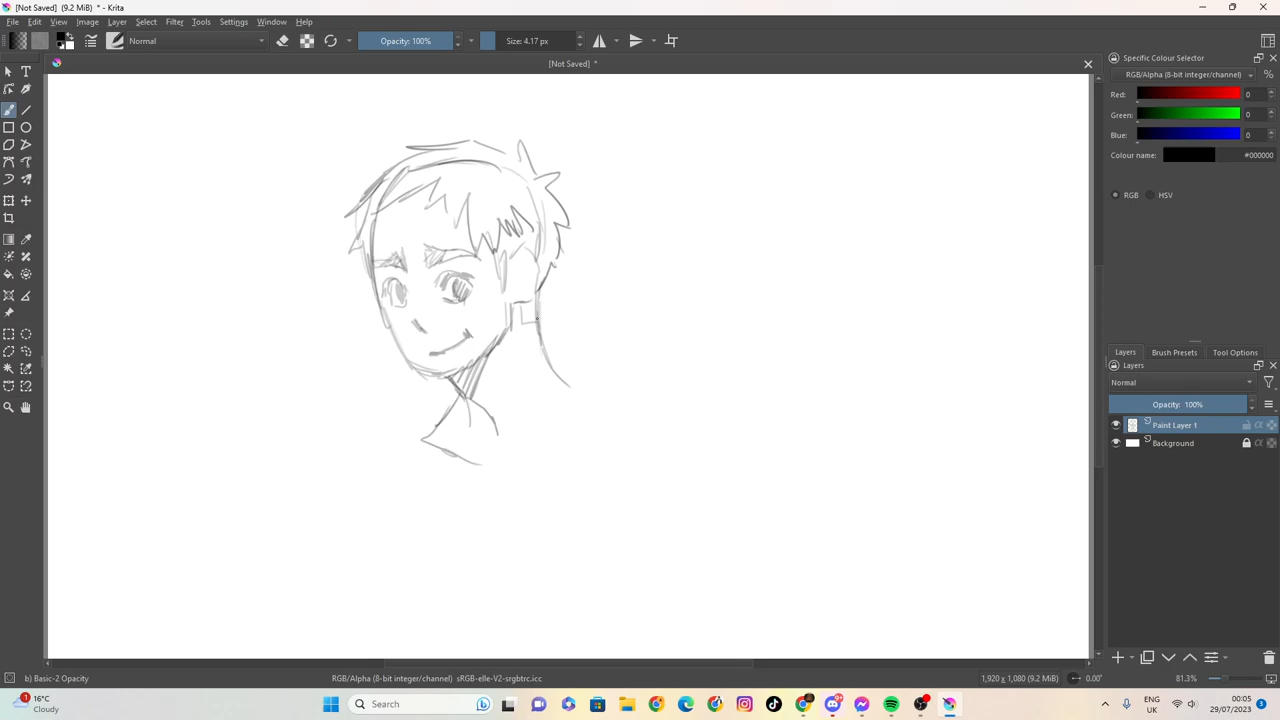 [Not Saved] (9.2 MiB) * - Krita
File Edit View Image Layer Select Filter Tools Settings Window Help
Normal Opacity: 100% Size: 4.17 px
[Not Saved] *
Specific Colour Selector
RGB/Alpha (8-bit integer/channel) %
Red: 0
Green: 0
Blue: 0
Colour name: #000000
RGB HSV
Layers Brush Presets Tool Options
Layers
Normal
Opacity: 100%
Paint Layer 1
Background
b) Basic-2 Opacity RGB/Alpha (8-bit integer/channel) sRGB-elle-V2-srgbtrc.icc 1,920 x 1,080 (9.2 MiB) 0.00° 81.3%
1 16°C
Cloudy
Search
ENG
UK
00:05
29/07/2023
3